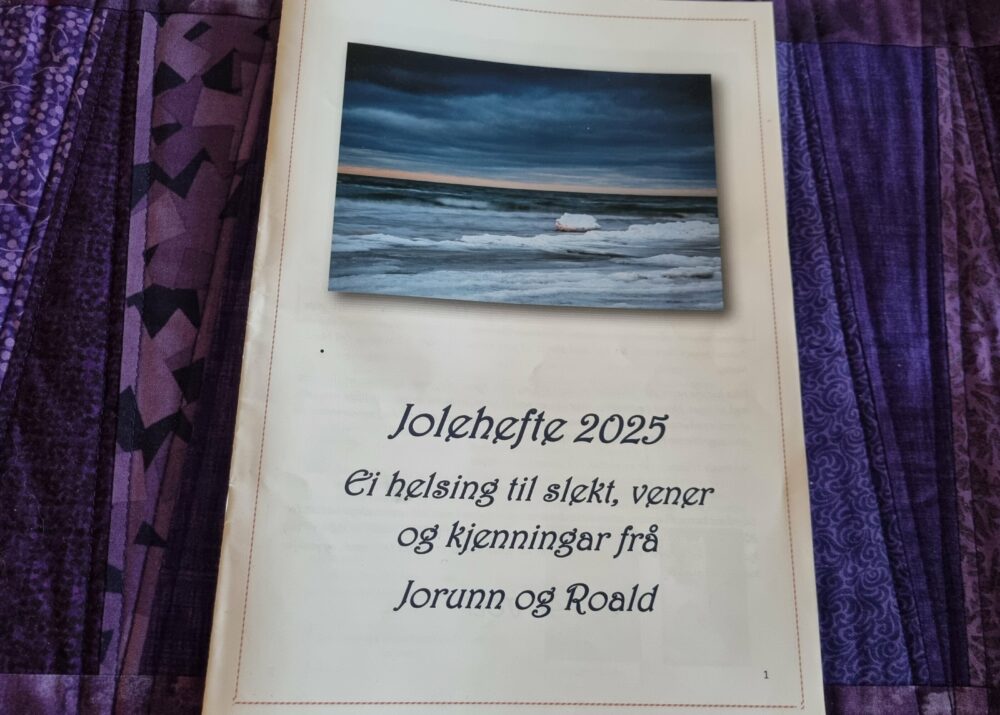 Jolehefte 2025
Ei helsing til slekt, vener
og kjenningar frå
Jorunn og Roald
1